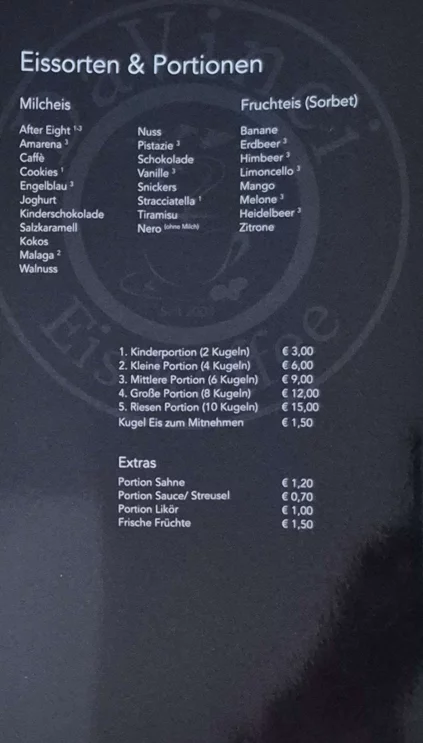 Eissorten & Portionen
Milcheis
After Eight 1-3
Amarena 3
Caffè
Cookies 1
Engelblau 3
Joghurt
Kinderschokolade
Salzkaramell
Kokos
Malaga 2
Walnuss
Nuss
Pistazie 3
Schokolade
Vanille 3
Snickers
Stracciatella 1
Tiramisu
Nero (ohne Milch)
Fruchteis (Sorbet)
Banane
Erdbeer 3
Himbeer 3
Limoncello 3
Mango
Melone 3
Heidelbeer 3
Zitrone
1. Kinderportion (2 Kugeln) € 3,00
2. Kleine Portion (4 Kugeln) € 6,00
3. Mittlere Portion (6 Kugeln) € 9,00
4. Große Portion (8 Kugeln) € 12,00
5. Riesen Portion (10 Kugeln) € 15,00
Kugel Eis zum Mitnehmen € 1,50
Extras
Portion Sahne € 1,20
Portion Sauce/ Streusel € 0,70
Portion Likör € 1,00
Frische Früchte € 1,50